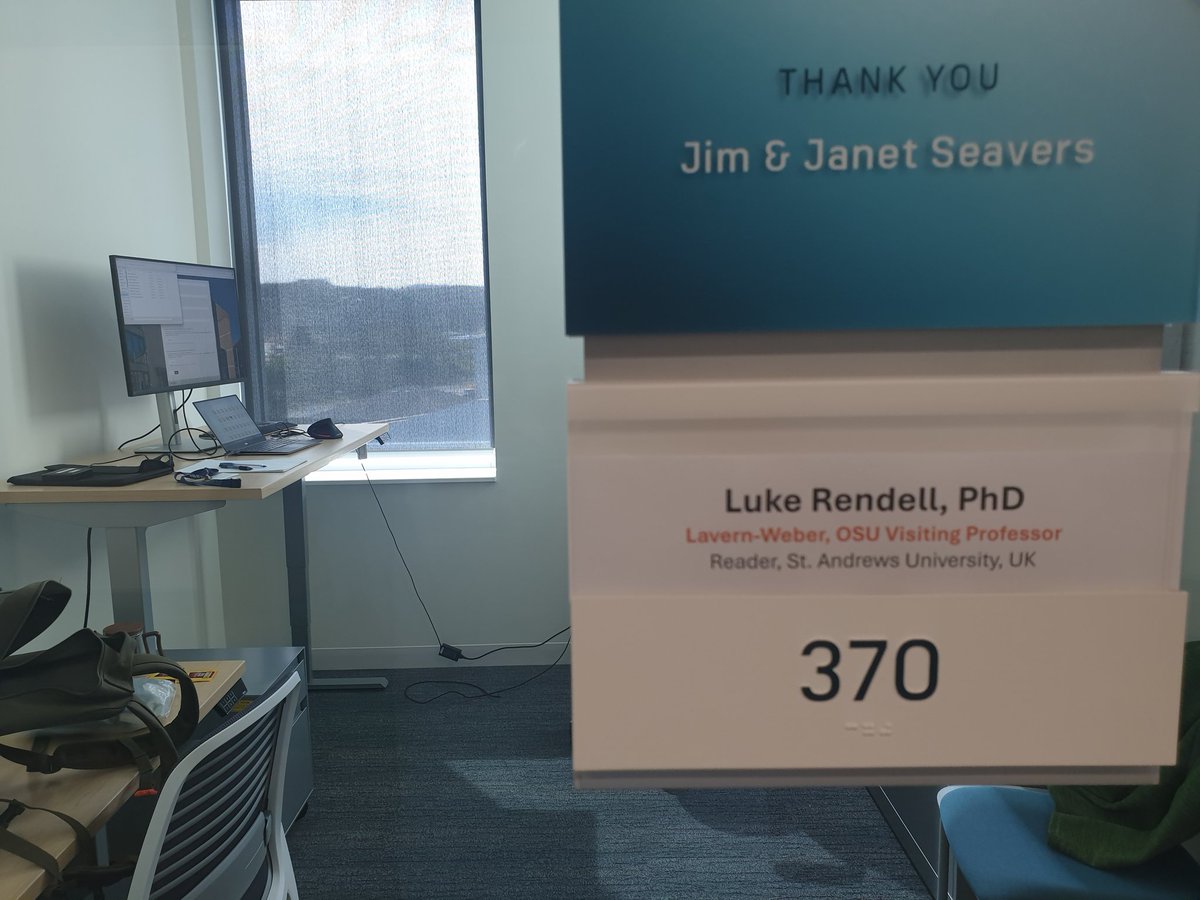 THANK YOU
Jim & Janet Seavers
Luke Rendell, PhD
Lavern-Weber, OSU Visiting Professor
Reader, St. Andrews University, UK
370